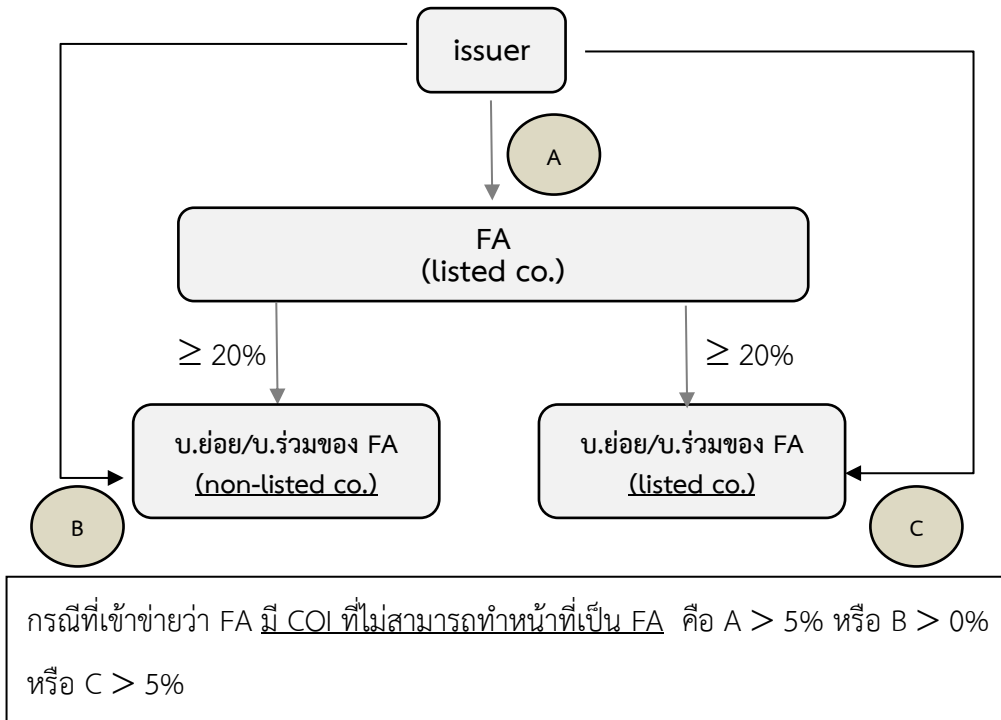 issuer
A
FA
(listed co.)
≥ 20%
≥ 20%
บ.ย่อย/บ.ร่วมของ FA
(non-listed co.)
บ.ย่อย/บ.ร่วมของ FA
(listed co.)
B
C
กรณีที่เข้าข่ายว่า FA มี COI ที่ไม่สามารถทำหน้าที่เป็น FA คือ A > 5% หรือ B > 0%
หรือ C > 5%